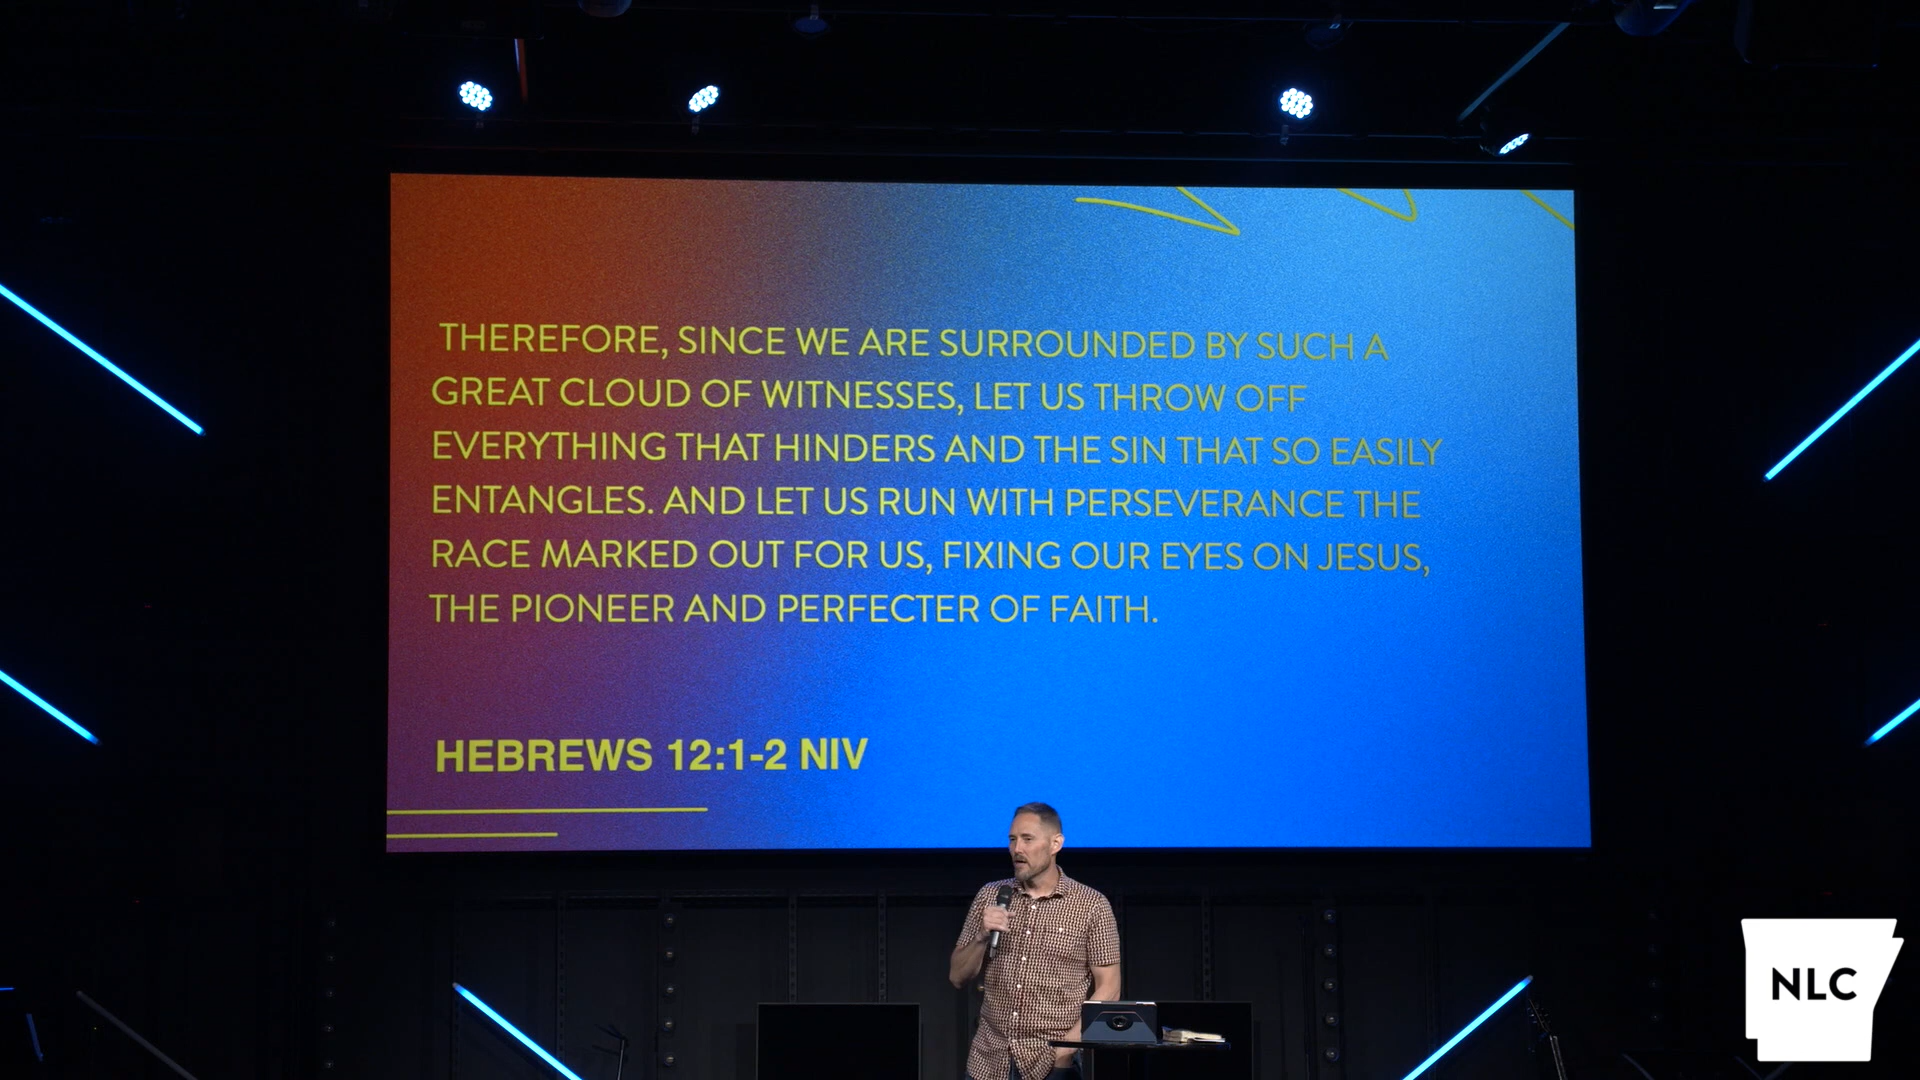 THEREFORE, SINCE WE ARE SURROUNDED BY SUCH A
GREAT CLOUD OF WITNESSES, LET US THROW OFF
EVERYTHING THAT HINDERS AND THE SIN THAT SO EASILY
ENTANGLES. AND LET US RUN WITH PERSEVERANCE THE
RACE MARKED OUT FOR US, FIXING OUR EYES ON JESUS,
THE PIONEER AND PERFECTER OF FAITH.
HEBREWS 12:1-2 NIV
NLC